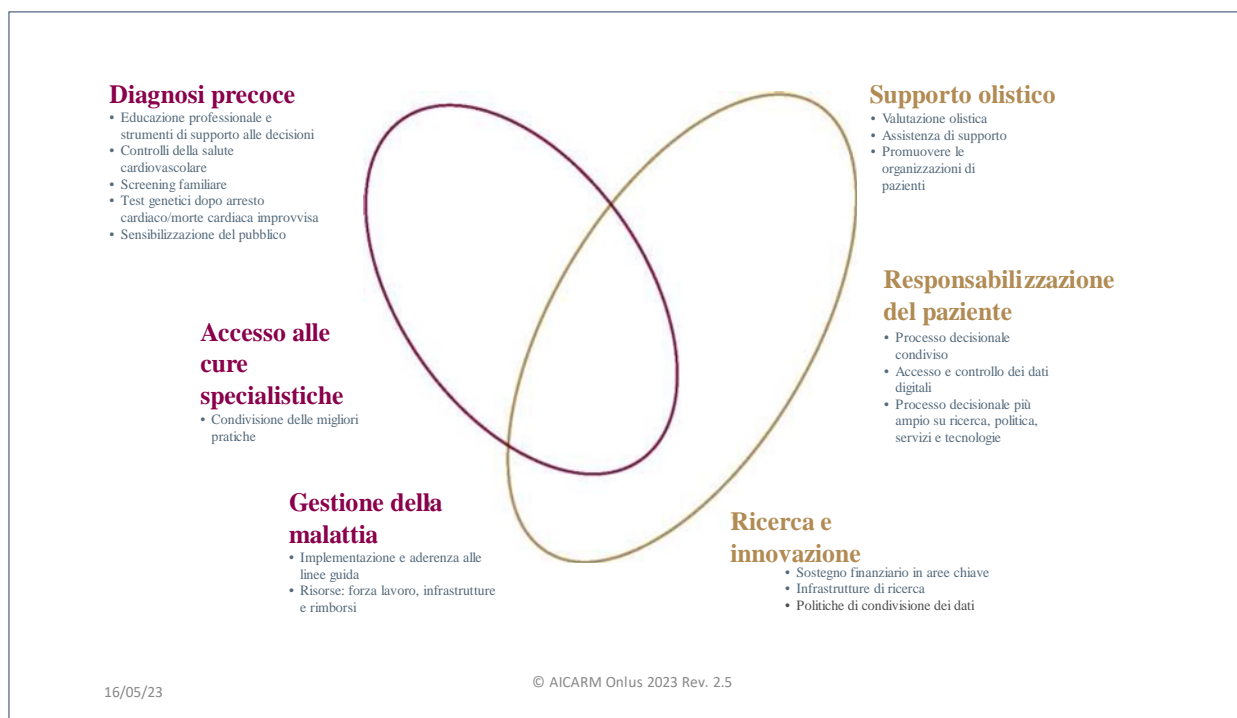 Diagnosi precoce
• Educazione professionale e
strumenti di supporto alle decisioni
• Controlli della salute
cardiovascolare
• Screening familiare
• Test genetici dopo arresto
cardiaco/morte cardiaca improvvisa
• Sensibilizzazione del pubblico
Accesso alle
cure
specialistiche
• Condivisione delle migliori
pratiche
Gestione della
malattia
• Implementazione e aderenza alle
linee guida
• Risorse: forza lavoro, infrastrutture
e rimborsi
Supporto olistico
• Valutazione olistica
• Assistenza di supporto
• Promuovere le
organizzazioni di
pazienti
Responsabilizzazione
del paziente
• Processo decisionale
condiviso
• Accesso e controllo dei dati
digitali
• Processo decisionale più
ampio su ricerca, politica,
servizi e tecnologie
Ricerca e
innovazione
• Sostegno finanziario in aree chiave
• Infrastrutture di ricerca
• Politiche di condivisione dei dati
16/05/23
© AICARM Onlus 2023 Rev. 2.5